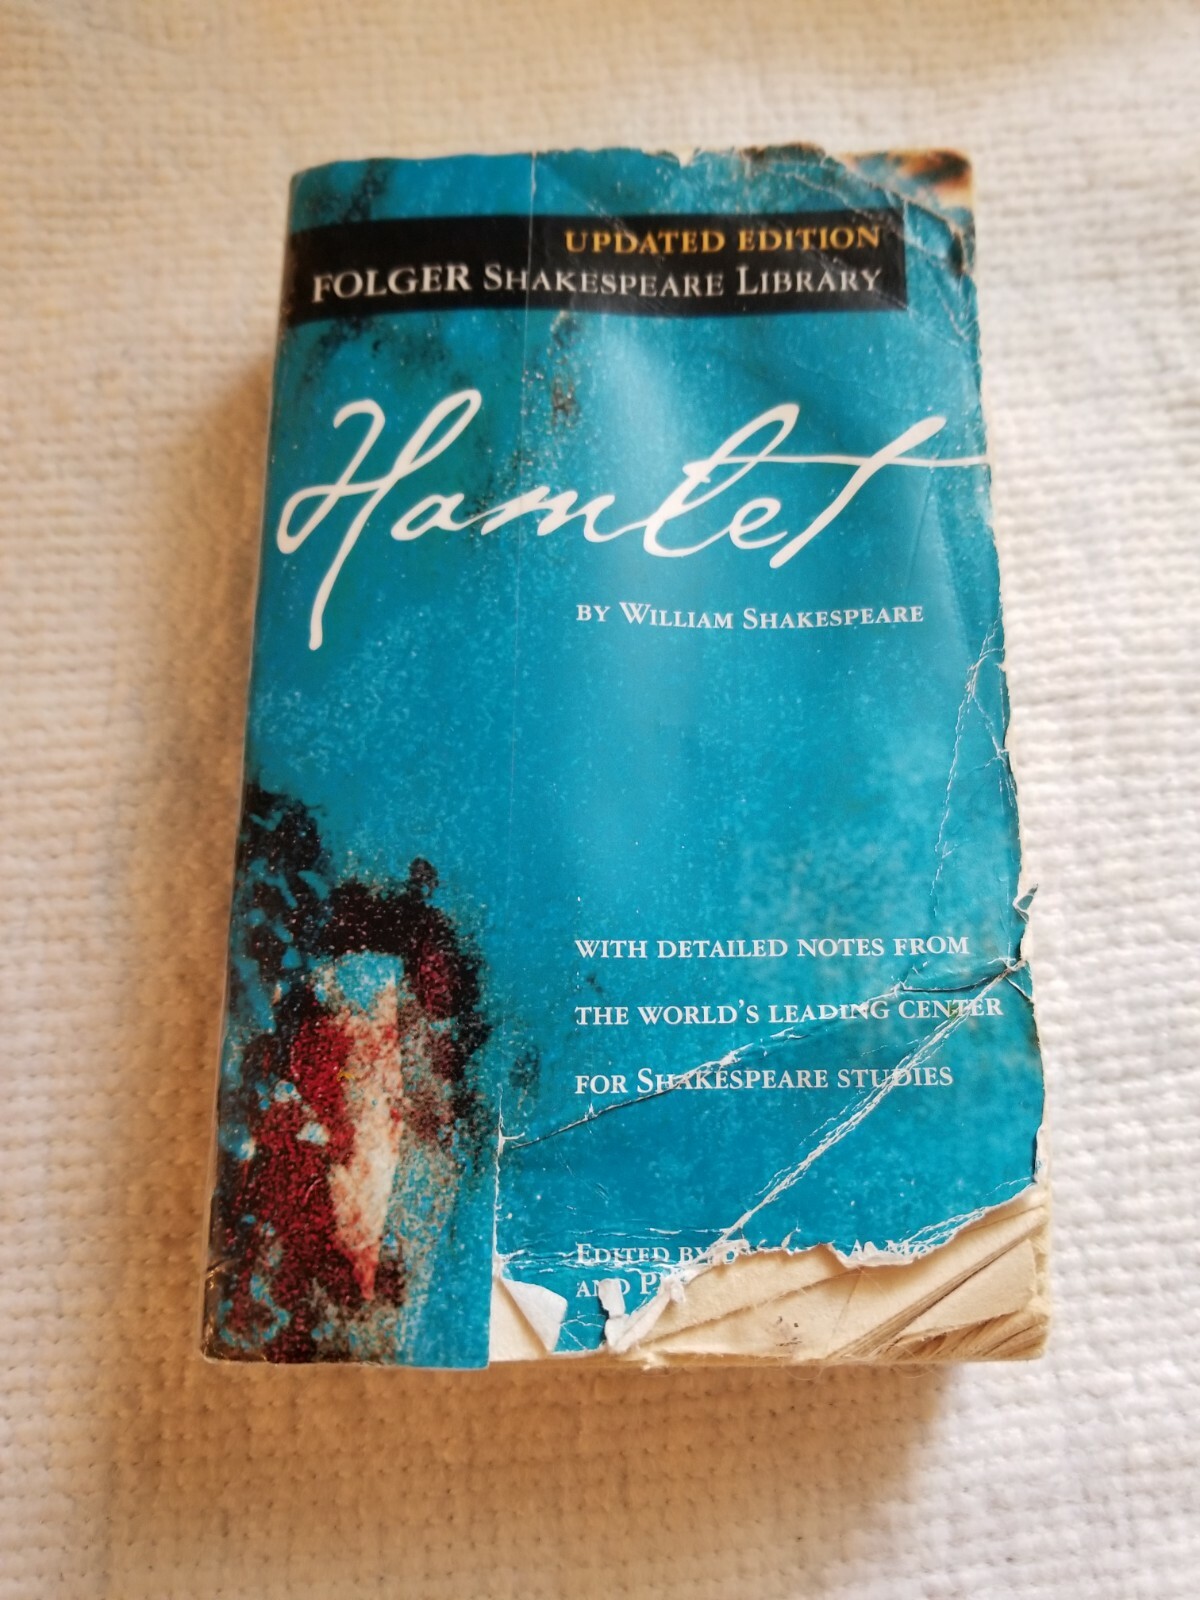 UPDATED EDITION
FOLGER SHAKESPEARE LIBRARY
Hamlet
BY WILLIAM SHAKESPEARE
WITH DETAILED NOTES FROM
THE WORLD'S LEADING CENTER
FOR SHAKESPEARE STUDIES
EDITED BY
AND